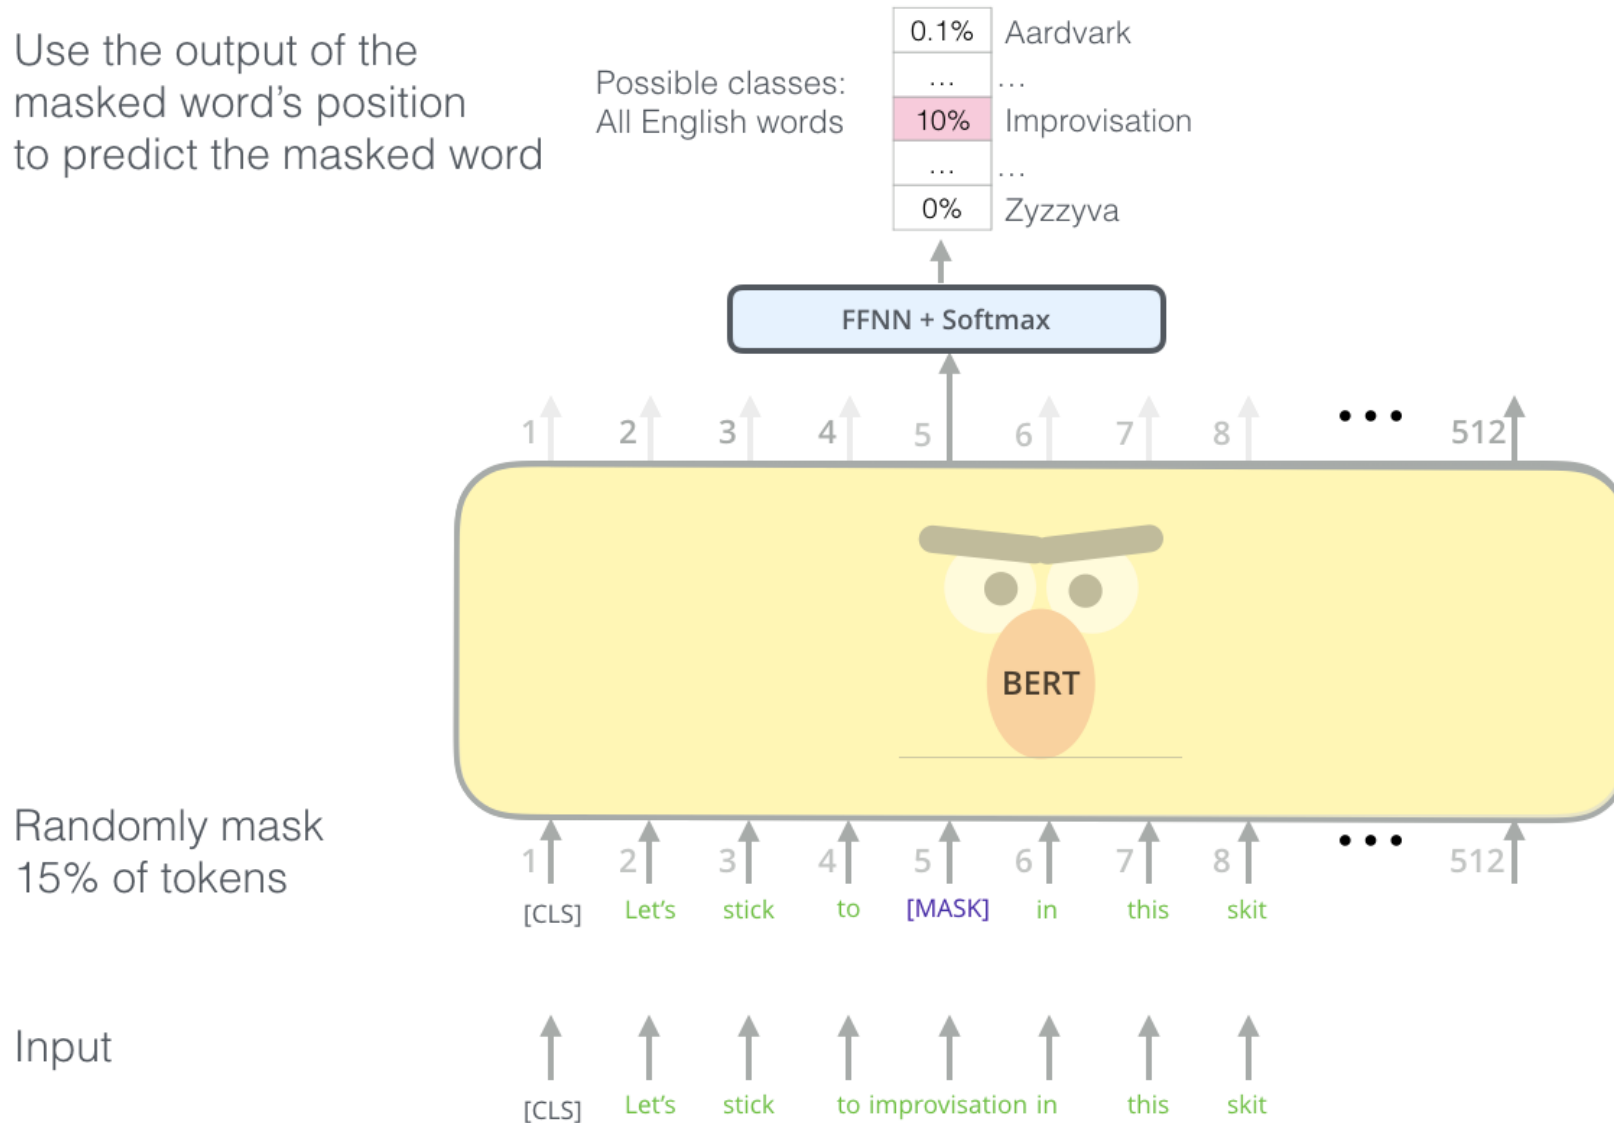 Use the output of the
masked word's position
to predict the masked word
Possible classes:
All English words
0.1% Aardvark
... ...
10% Improvisation
... ...
0% Zyzzyva
FFNN + Softmax
1 2 3 4 5 6 7 8 ••• 512
BERT
Randomly mask
15% of tokens
1 2 3 4 5 6 7 8 ••• 512
[CLS] Let's stick to [MASK] in this skit
Input
[CLS] Let's stick to improvisation in this skit